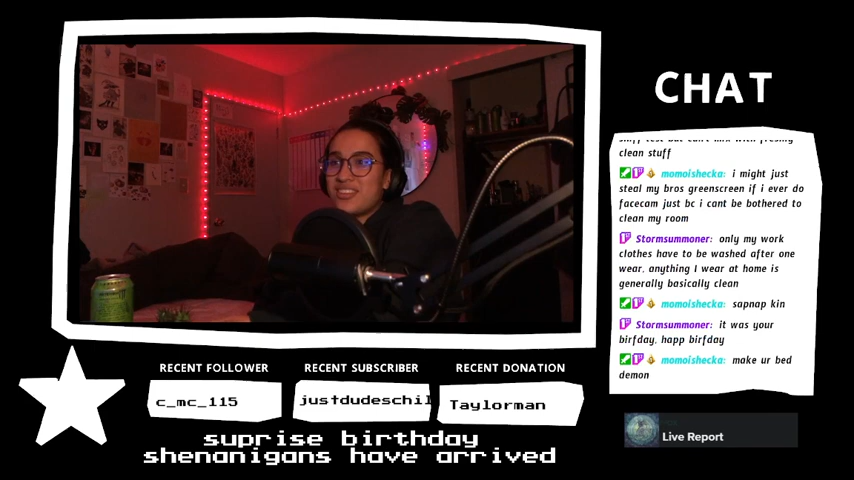 CHAT
clean stuff
momoishecka: i might just
steal my bros greenscreen if i ever do
facecam just bc i cant be bothered to
clean my room
Stormsummoner: only my work
clothes have to be washed after one
wear, anything I wear at home is
generally basically clean
momoishecka: sapnap kin
Stormsummoner: it was your
birfday, happ birfday
momoishecka: make ur bed
demon
RECENT FOLLOWER
RECENT SUBSCRIBER
RECENT DONATION
c_mc_115
justdudeschil
Taylorman
suprise birthday
shenanigans have arrived
Live Report